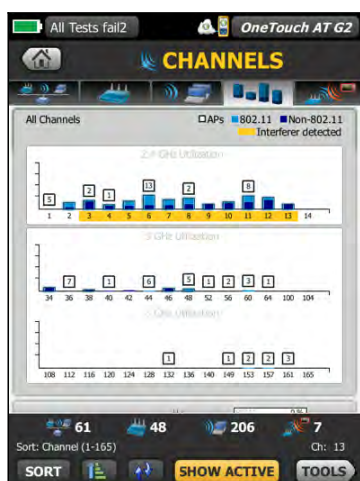 All Tests fail2
OneTouch AT G2
CHANNELS
All Channels
APs 802.11 Non-802.11
Interferer detected
2.4 GHz Utilization
5 2 1 13 2 8
1 2 3 4 5 6 7 8 9 10 11 12 13 14
5 GHz Utilization
7 1 6 5 1 2 3 1
34 36 38 40 42 44 46 48 52 56 60 64 100 104
5 GHz Utilization
1 1 2 2 3
108 112 116 120 124 128 132 136 140 149 153 157 161 165
0 %
61 48 206 7
Sort: Channel (1-165) Ch: 13
SORT SHOW ACTIVE TOOLS